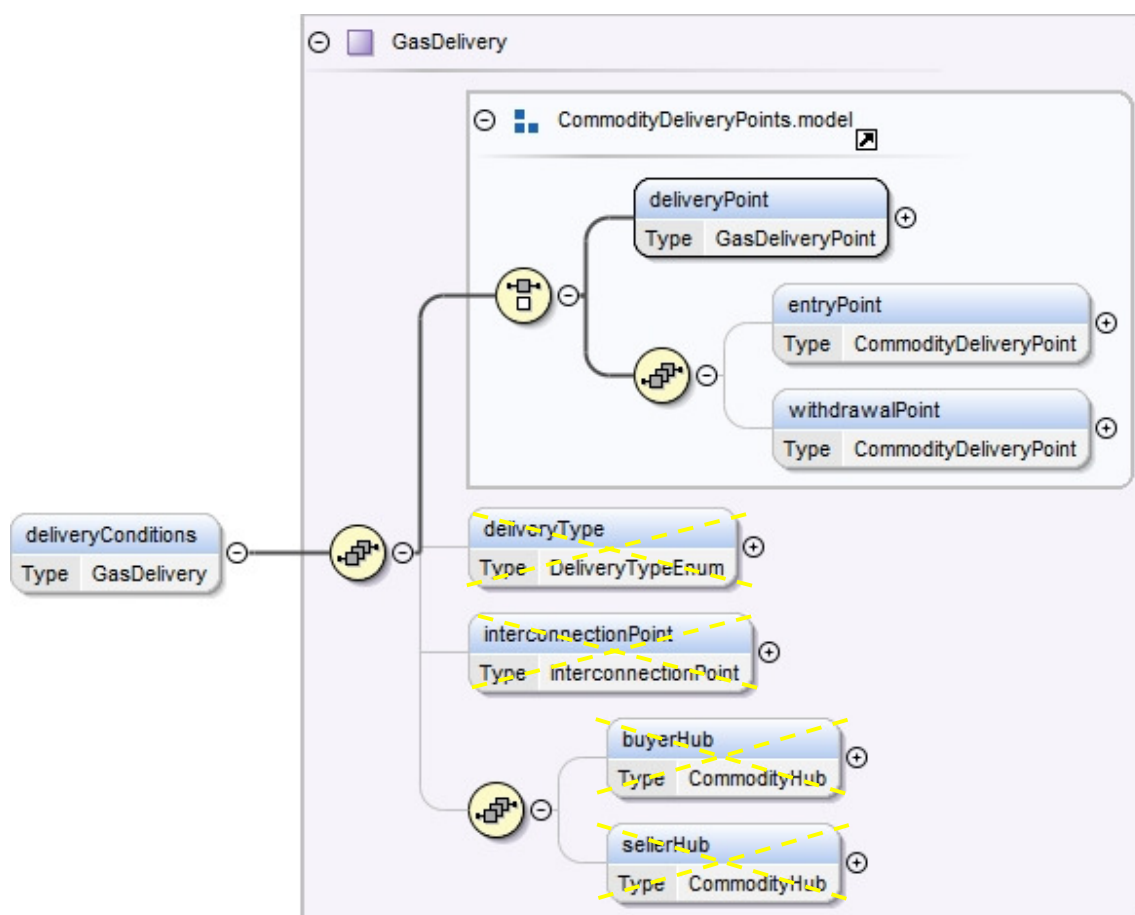 GasDelivery
CommodityDeliveryPoints.model
deliveryPoint
Type GasDeliveryPoint
entryPoint
Type CommodityDeliveryPoint
withdrawalPoint
Type CommodityDeliveryPoint
deliveryConditions
Type GasDelivery
deliveryType
Type DeliveryTypeEnum
interconnectionPoint
Type interconnectionPoint
buyerHub
Type CommodityHub
sellerHub
Type CommodityHub